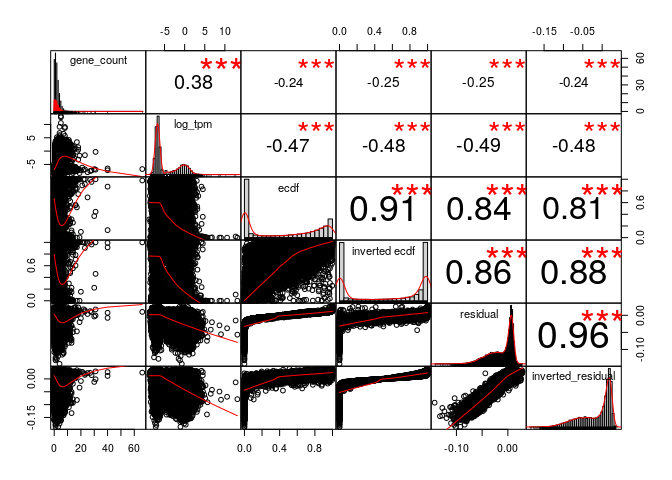 -5 0 5 10 0.0 0.4 0.8 -0.15 -0.05
gene_count *** *** *** *** ***
0.38 -0.24 -0.25 -0.25 -0.24 0 20 40 60
-5 5 log_tpm *** *** *** ***
-0.47 -0.48 -0.49 -0.48
ecdf *** *** ***
0.91 0.84 0.81 0.0 0.6
0.0 0.6 inverted ecdf *** ***
0.86 0.88
residual ***
0.96 -0.10 0.00
-0.15 0.00 inverted_residual
0 20 40 60 0.0 0.4 0.8 -0.10 0.00